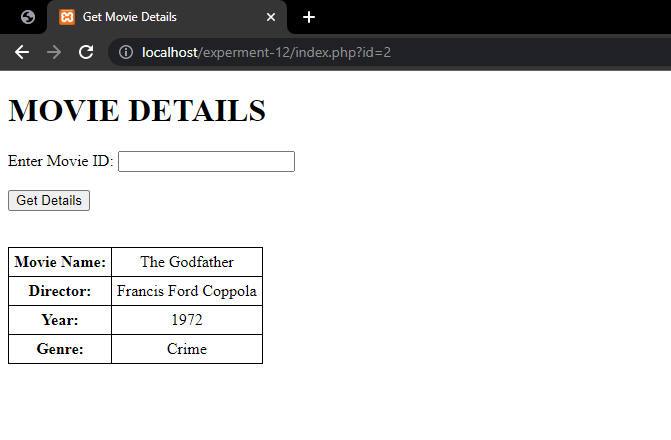 Get Movie Details
localhost/experment-12/index.php?id=2
MOVIE DETAILS
Enter Movie ID:
Get Details
Movie Name: The Godfather
Director: Francis Ford Coppola
Year: 1972
Genre: Crime